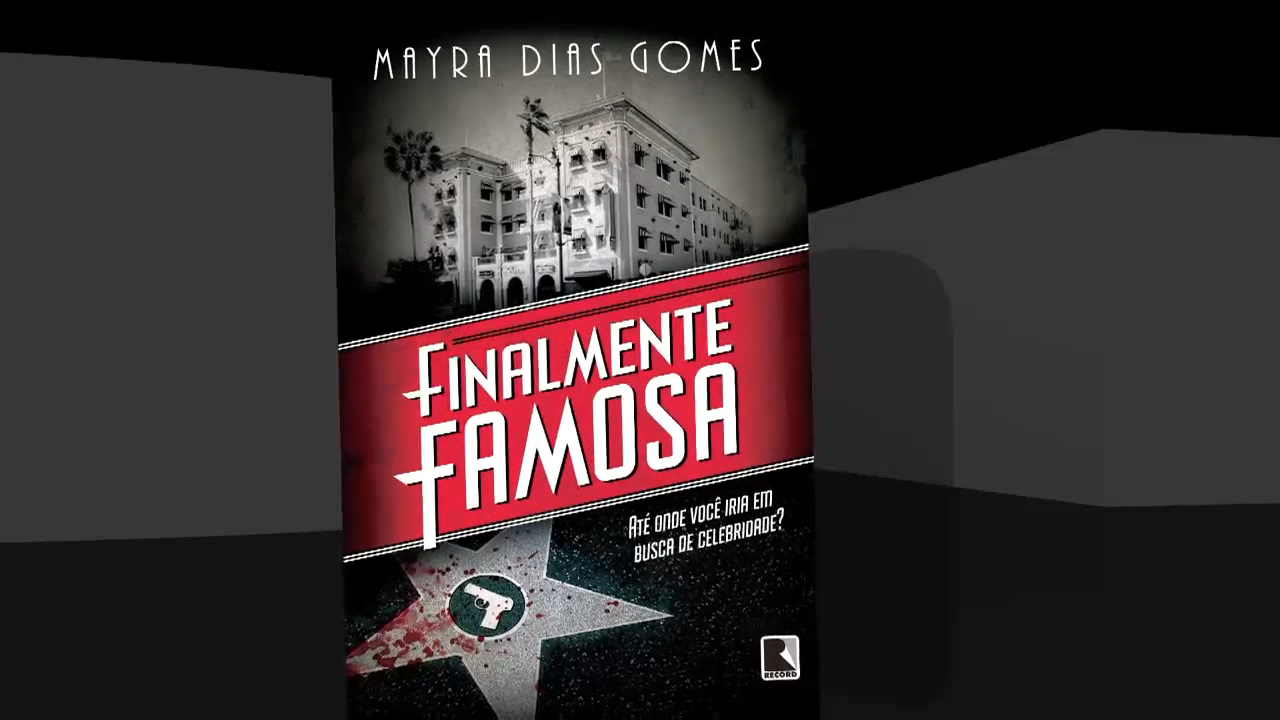 MAYRA DIAS GOMES
FINALMENTE
FAMOSA
ATÉ ONDE VOCÊ IRIA EM
BUSCA DE CELEBRIDADE?
R
RECORD